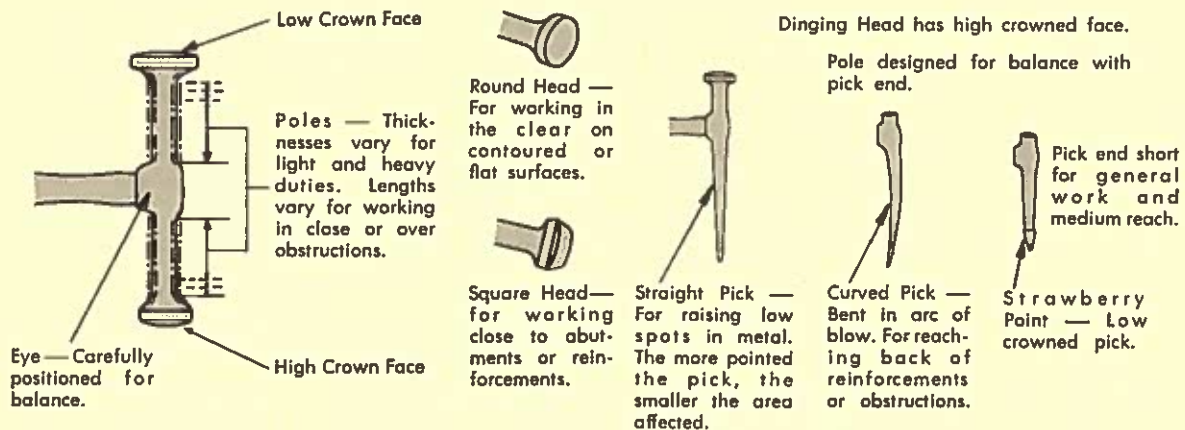 Low Crown Face
Poles — Thick-
nesses vary for
light and heavy
duties. Lengths
vary for working
in close or over
obstructions.
Eye — Carefully
positioned for
balance.
High Crown Face
Round Head —
For working in
the clear on
contoured or
flat surfaces.
Square Head—
for working
close to abut-
ments or rein-
forcements.
Straight Pick —
For raising low
spots in metal.
The more pointed
the pick, the
smaller the area
affected.
Dinging Head has high crowned face.
Pole designed for balance with
pick end.
Curved Pick —
Bent in arc of
blow. For reach-
ing back of
reinforcements
or obstructions.
Pick end short
for general
work and
medium reach.
Strawberry
Point — Low
crowned pick.